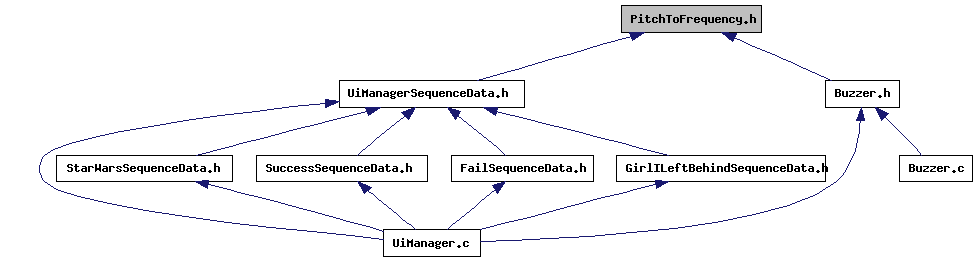 PitchToFrequency.h
UiManagerSequenceData.h
Buzzer.h
StarWarsSequenceData.h
SuccessSequenceData.h
FailSequenceData.h
GirlILeftBehindSequenceData.h
Buzzer.c
UiManager.c